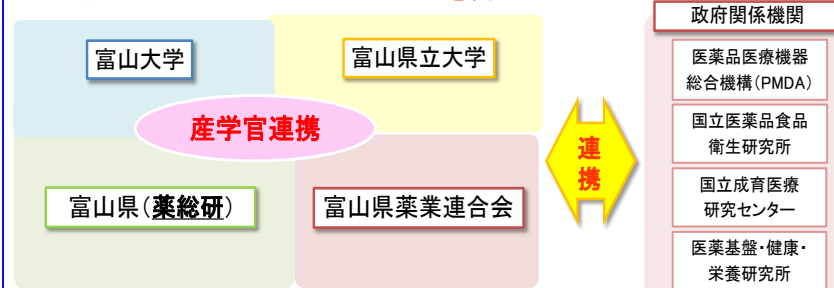 富山大学
富山県立大学
産学官連携
富山県(薬総研)
富山県薬業連合会
連
携
政府関係機関
医薬品医療機器
総合機構(PMDA)
国立医薬品食品
衛生研究所
国立成育医療
研究センター
医薬基盤・健康・
栄養研究所